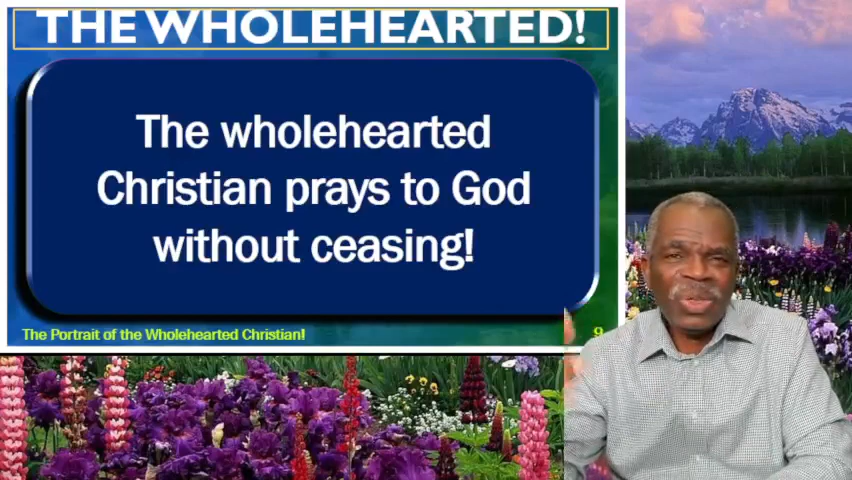 THE WHOLEHEARTED!
The wholehearted
Christian prays to God
without ceasing!
The Portrait of the Wholehearted Christian!
9